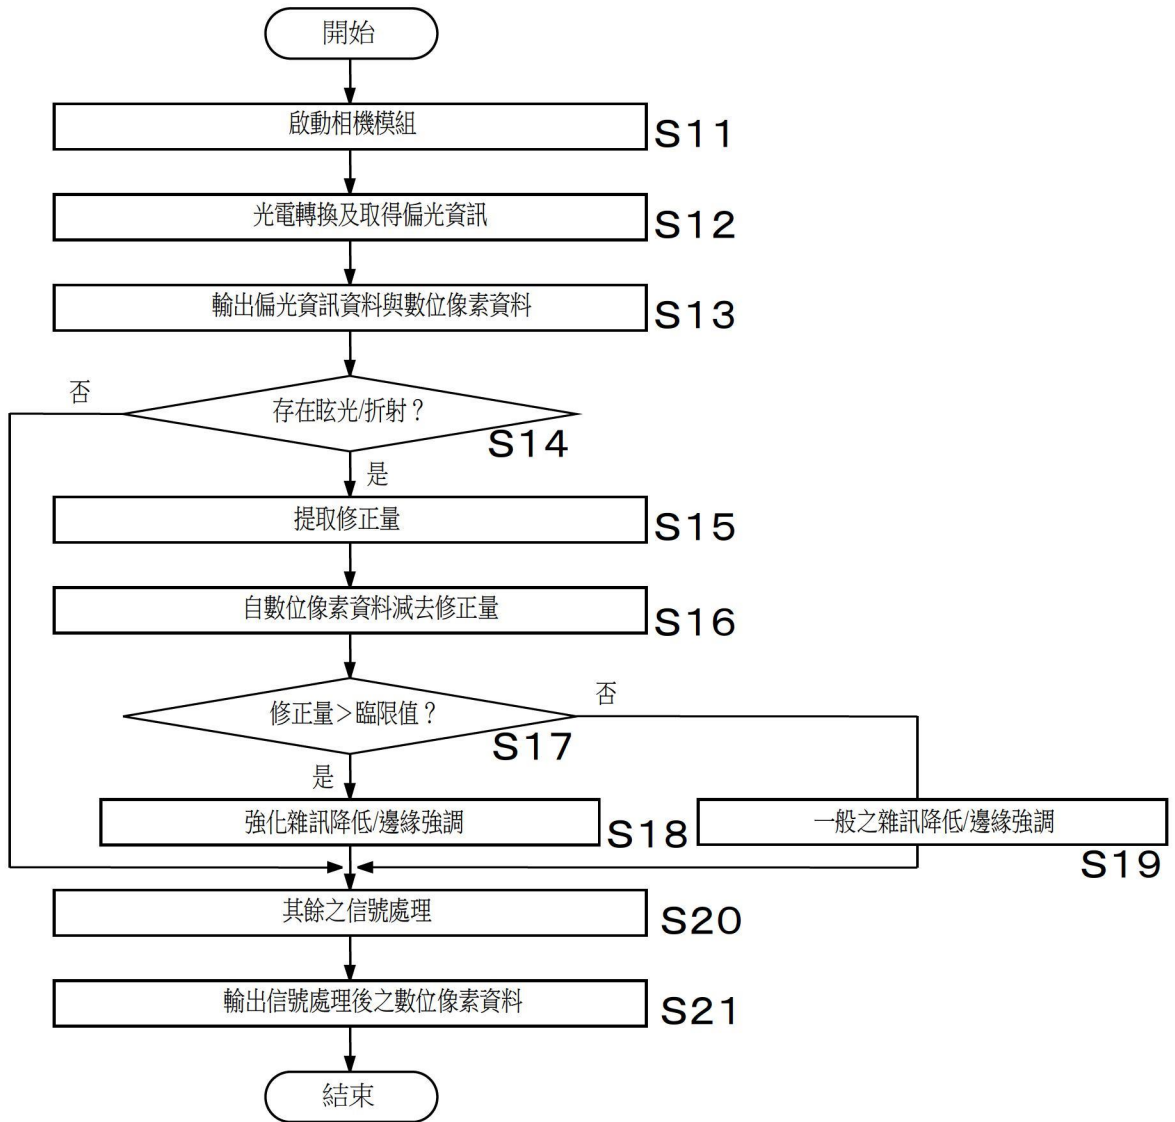 開始
啟動相機模組
S11
光電轉換及取得偏光資訊
S12
輸出偏光資訊資料與數位像素資料
S13
否
存在眩光/折射？
S14
是
提取修正量
S15
自數位像素資料減去修正量
S16
否
修正量＞臨限值？
S17
是
強化雜訊降低/邊緣強調
S18
一般之雜訊降低/邊緣強調
S19
其餘之信號處理
S20
輸出信號處理後之數位像素資料
S21
結束